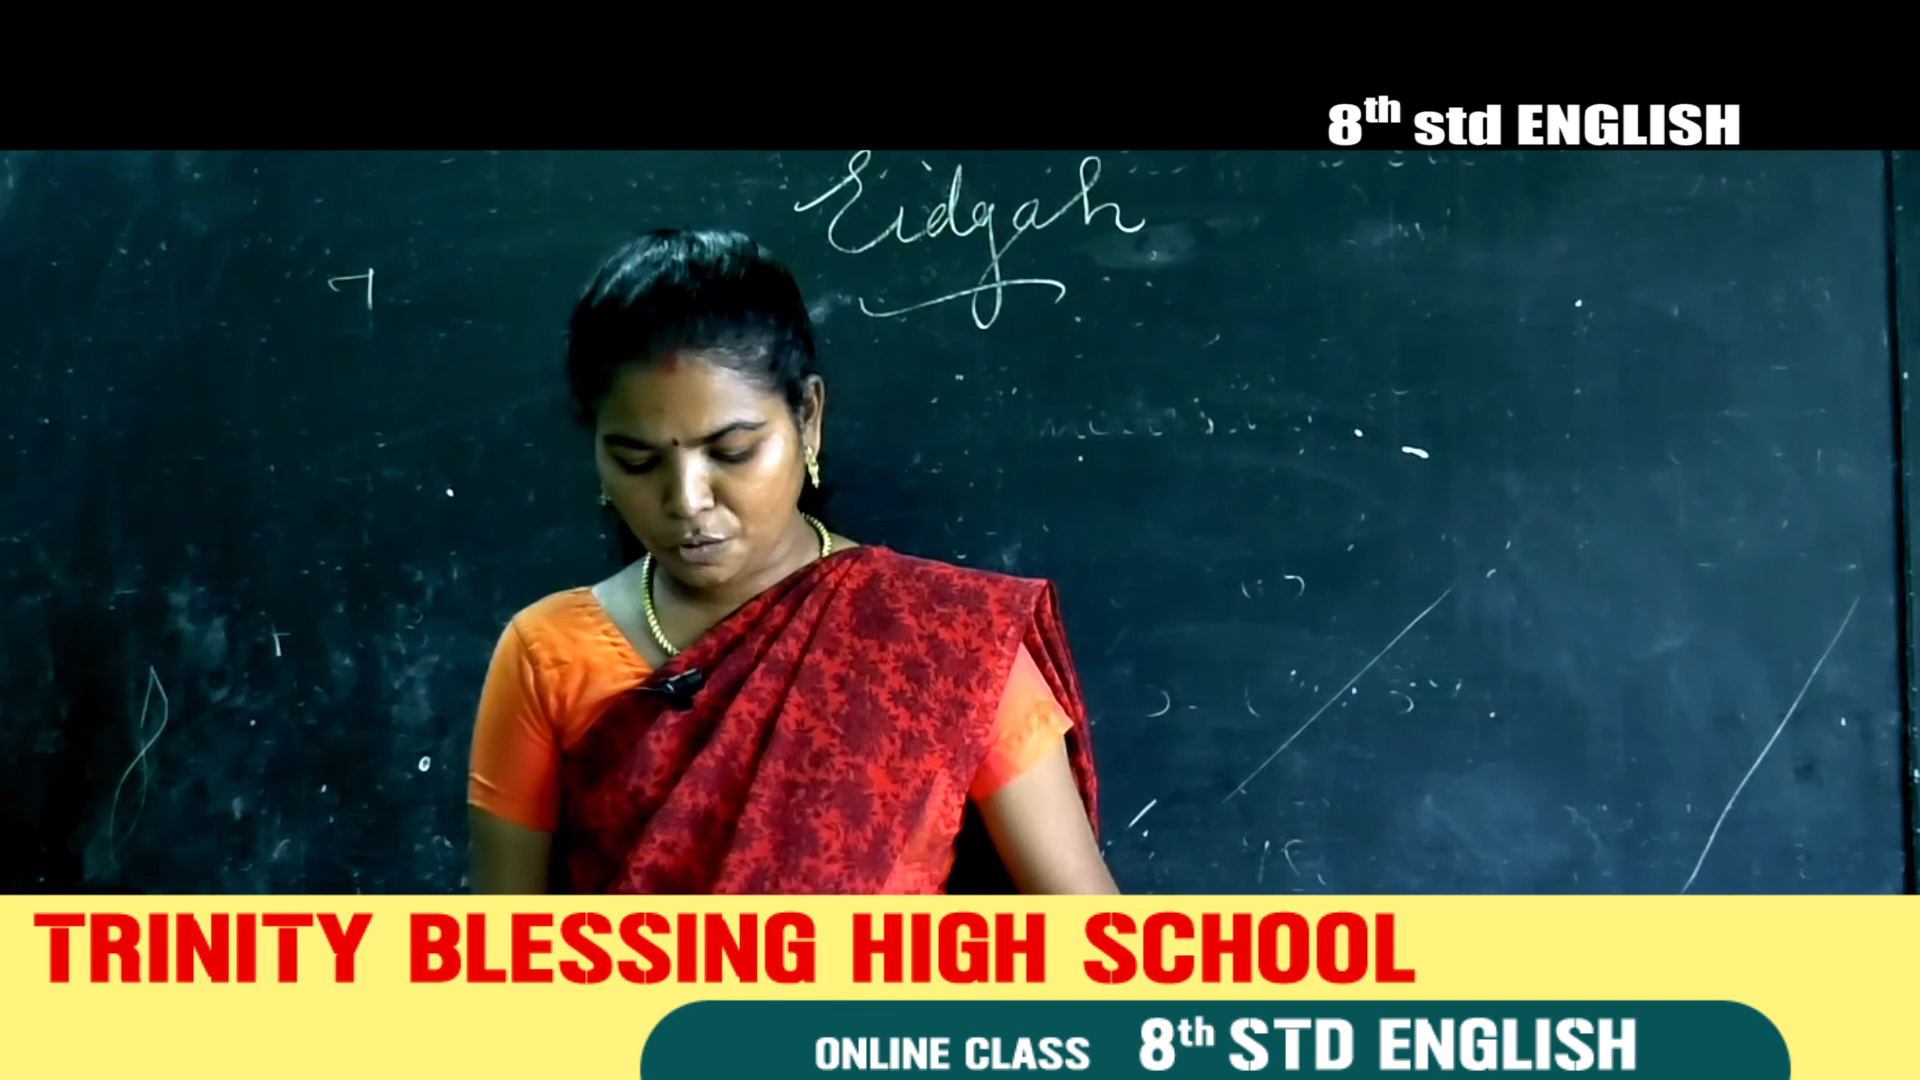 8th std ENGLISH
Eidgah
TRINITY BLESSING HIGH SCHOOL
ONLINE CLASS 8th STD ENGLISH